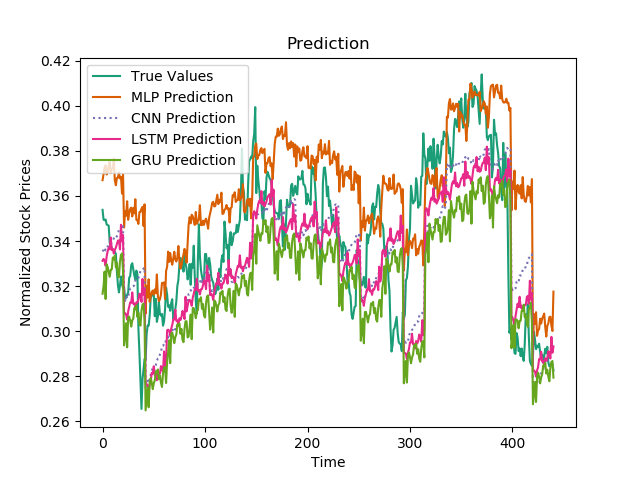 Prediction
0.42
0.40
0.38
0.36
0.34
0.32
0.30
0.28
0.26
Normalized Stock Prices
True Values
MLP Prediction
CNN Prediction
LSTM Prediction
GRU Prediction
0
100
200
300
400
Time